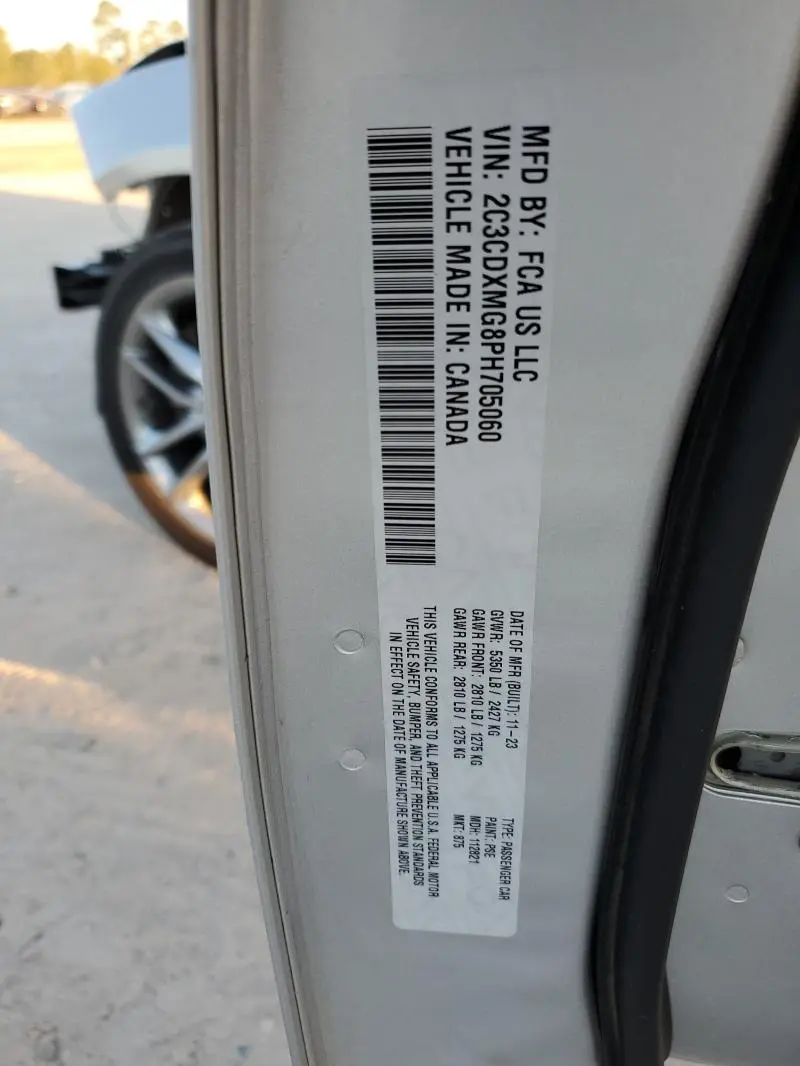 MFD BY: FCA US LLC
VIN: 2C3CDXMG8PH705060
VEHICLE MADE IN: CANADA
DATE OF MFR (BUILT): 11-23
GVWR: 5350 LB / 2427 KG
GAWR FRONT: 2810 LB / 1275 KG
GAWR REAR: 2810 LB / 1275 KG
TYPE: PASSENGER CAR
PAINT: PSE
MDH: 112821
MKT: 875
THIS VEHICLE CONFORMS TO ALL APPLICABLE U.S.A. FEDERAL MOTOR
VEHICLE SAFETY, BUMPER, AND THEFT PREVENTION STANDARDS
IN EFFECT ON THE DATE OF MANUFACTURE SHOWN ABOVE.